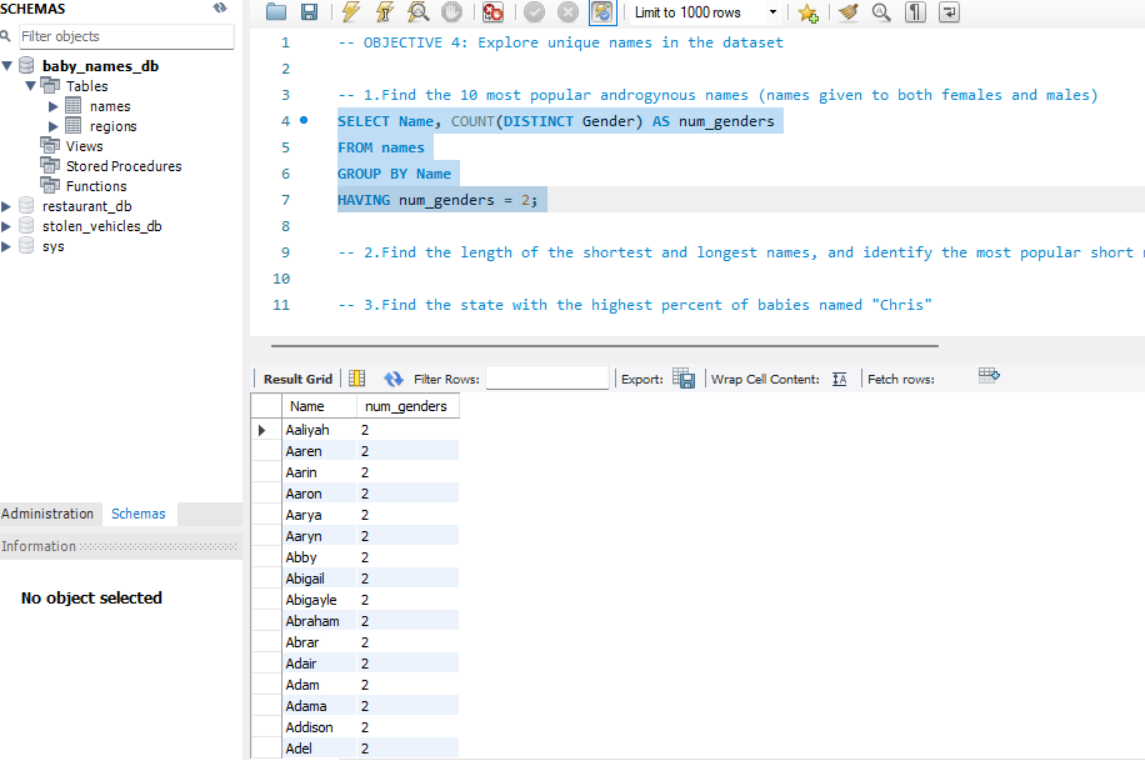 SCHEMAS
Filter objects
baby_names_db
Tables
names
regions
Views
Stored Procedures
Functions
restaurant_db
stolen_vehicles_db
sys
Administration Schemas
Information
No object selected
Limit to 1000 rows
1 -- OBJECTIVE 4: Explore unique names in the dataset
2
3 -- 1.Find the 10 most popular androgynous names (names given to both females and males)
4 SELECT Name, COUNT(DISTINCT Gender) AS num_genders
5 FROM names
6 GROUP BY Name
7 HAVING num_genders = 2;
8
9 -- 2.Find the length of the shortest and longest names, and identify the most popular short
10
11 -- 3.Find the state with the highest percent of babies named "Chris"
Result Grid Filter Rows: Export: Wrap Cell Content: Fetch rows:
Name num_genders
Aaliyah 2
Aaren 2
Aarin 2
Aaron 2
Aarya 2
Aaryn 2
Abby 2
Abigail 2
Abigayle 2
Abraham 2
Abrar 2
Adair 2
Adam 2
Adama 2
Addison 2
Adel 2